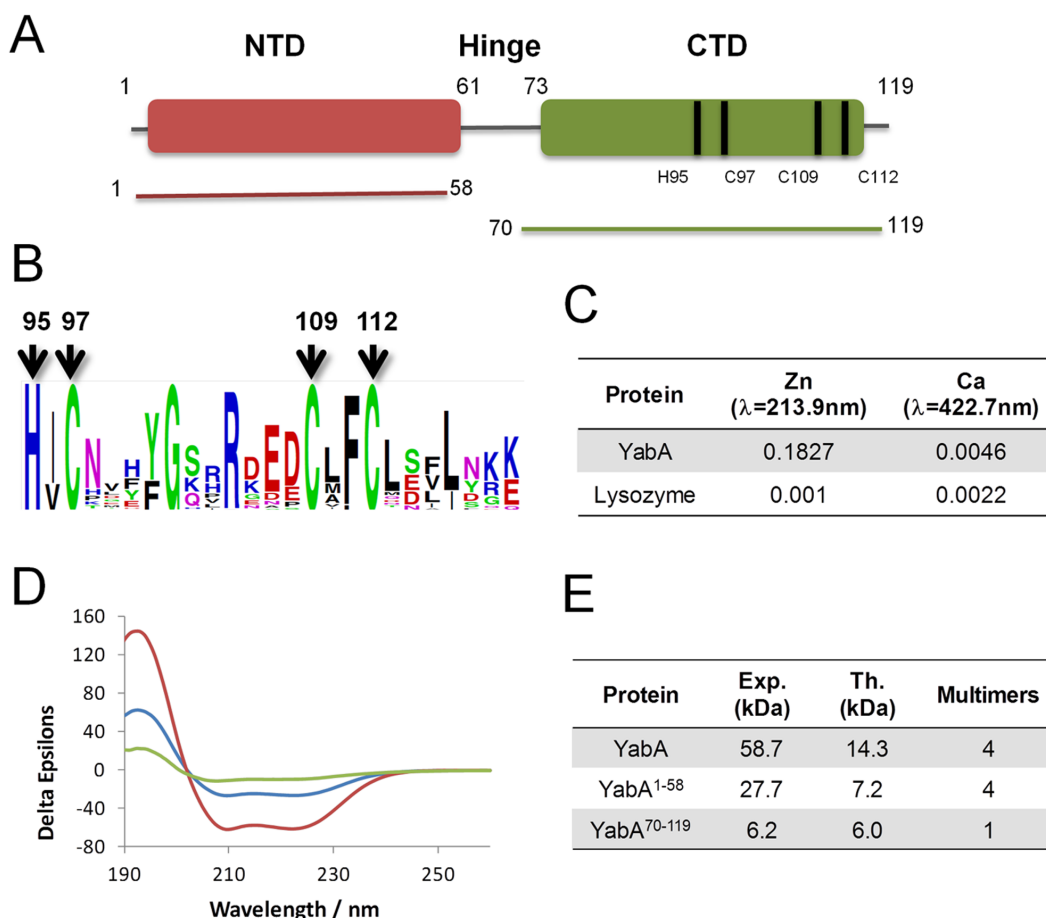 A
NTD Hinge CTD
1 61 73 119
H95 C97 C109 C112
1 58
70 119
B
95 97 109 112
C
Protein Zn (λ=213.9nm) Ca (λ=422.7nm)
YabA 0.1827 0.0046
Lysozyme 0.001 0.0022
D
160
120
80
40
0
-40
-80
190 210 230 250
Delta Epsilons
Wavelength / nm
E
Protein Exp. (kDa) Th. (kDa) Multimers
YabA 58.7 14.3 4
YabA1-58 27.7 7.2 4
YabA70-119 6.2 6.0 1